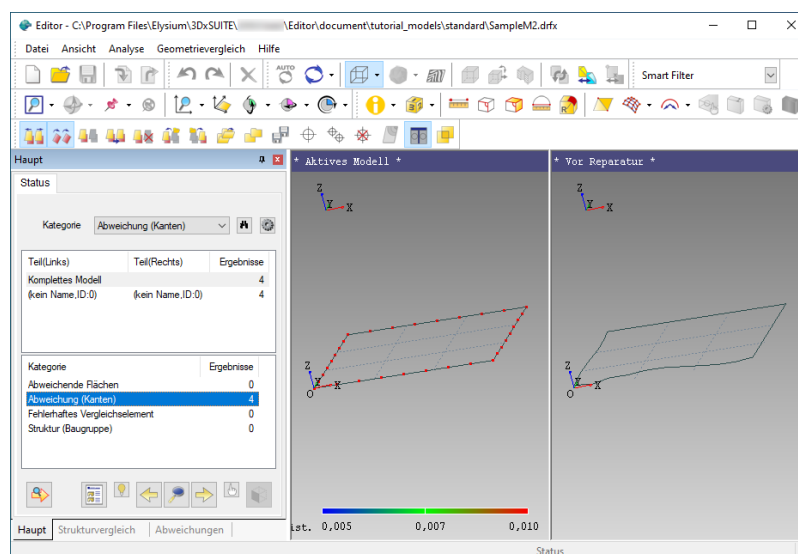 Editor - C:\Program Files\Elysium\3DxSUITE\ \Editor\document\tutorial_models\standard\SampleM2.drfx
Datei Ansicht Analyse Geometrievergleich Hilfe
AUTO
Smart Filter
Haupt
Status
Kategorie Abweichung (Kanten)
Teil(Links) Teil(Rechts) Ergebnisse
Komplettes Modell 4
(kein Name,ID:0) (kein Name,ID:0) 4
Kategorie Ergebnisse
Abweichende Flächen 0
Abweichung (Kanten) 4
Fehlerhaftes Vergleichselement 0
Struktur (Baugruppe) 0
Haupt Strukturvergleich Abweichungen
* Aktives Modell *
Z
Y X
Z
Y X
O
ist. 0,005 0,007 0,010
* Vor Reparatur *
Z
Y X
Z
Y X
O
Status